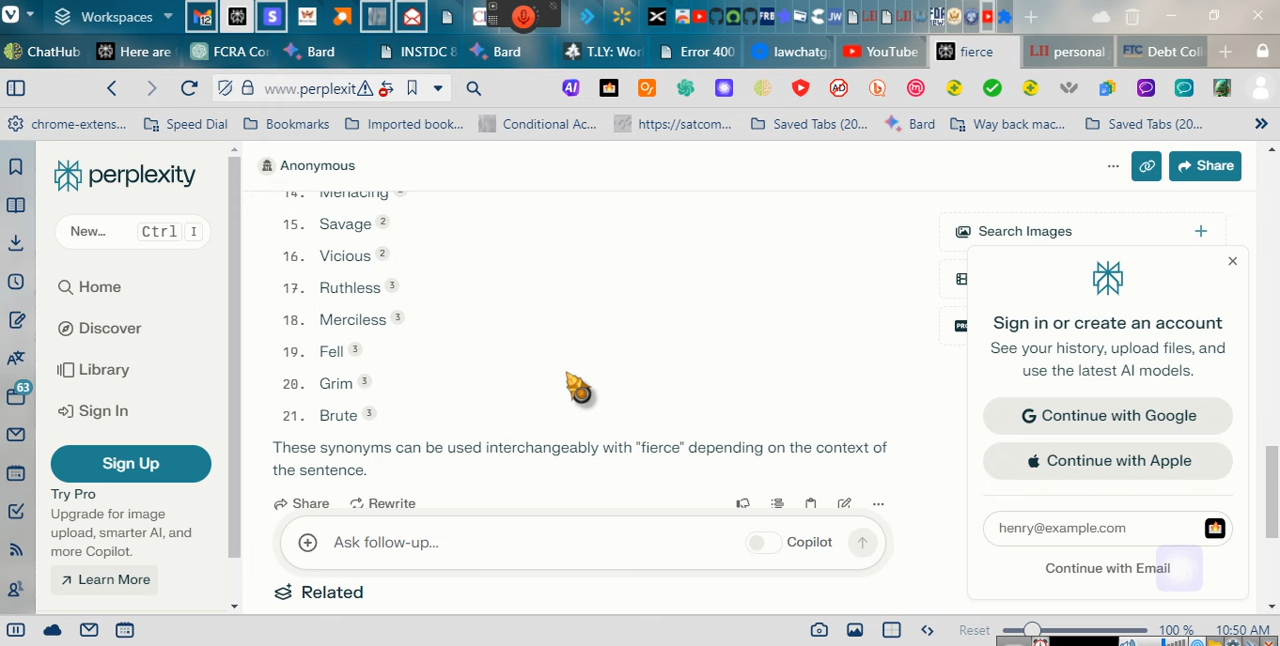 Workspaces
12
ChatHub
Here are
FCRA Co
Bard
INSTDC 8
Bard
T.LY: Wor
Error 400
lawchatg
YouTube
fierce
LII personal
FTC Debt Col
www.perplexit
AI
chrome-extens...
Speed Dial
Bookmarks
Imported book...
Conditional Ac...
https://satcom...
Saved Tabs (20...
Bard
Way back mac...
Saved Tabs (20...
perplexity
Anonymous
Share
New... Ctrl I
14. Menacing
15. Savage 2
16. Vicious 2
17. Ruthless 3
18. Merciless 3
19. Fell 3
20. Grim 3
21. Brute 3
Home
Discover
Library
Sign In
Sign Up
Try Pro
Upgrade for image
upload, smarter AI, and
more Copilot.
Learn More
63
These synonyms can be used interchangeably with "fierce" depending on the context of
the sentence.
Share Rewrite
Ask follow-up...
Copilot
Related
Search Images
PRO
Sign in or create an account
See your history, upload files, and
use the latest AI models.
Continue with Google
Continue with Apple
henry@example.com
Continue with Email
Reset
100 %
10:50 AM